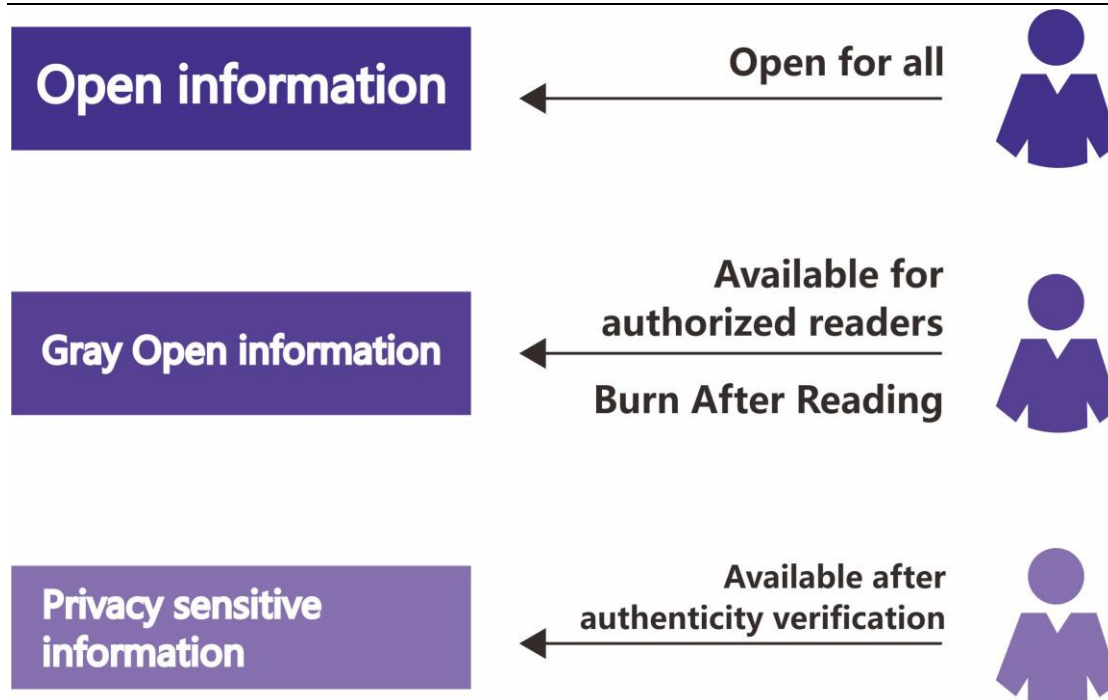 Open information
Open for all
Gray Open information
Available for
authorized readers
Burn After Reading
Privacy sensitive
information
Available after
authenticity verification